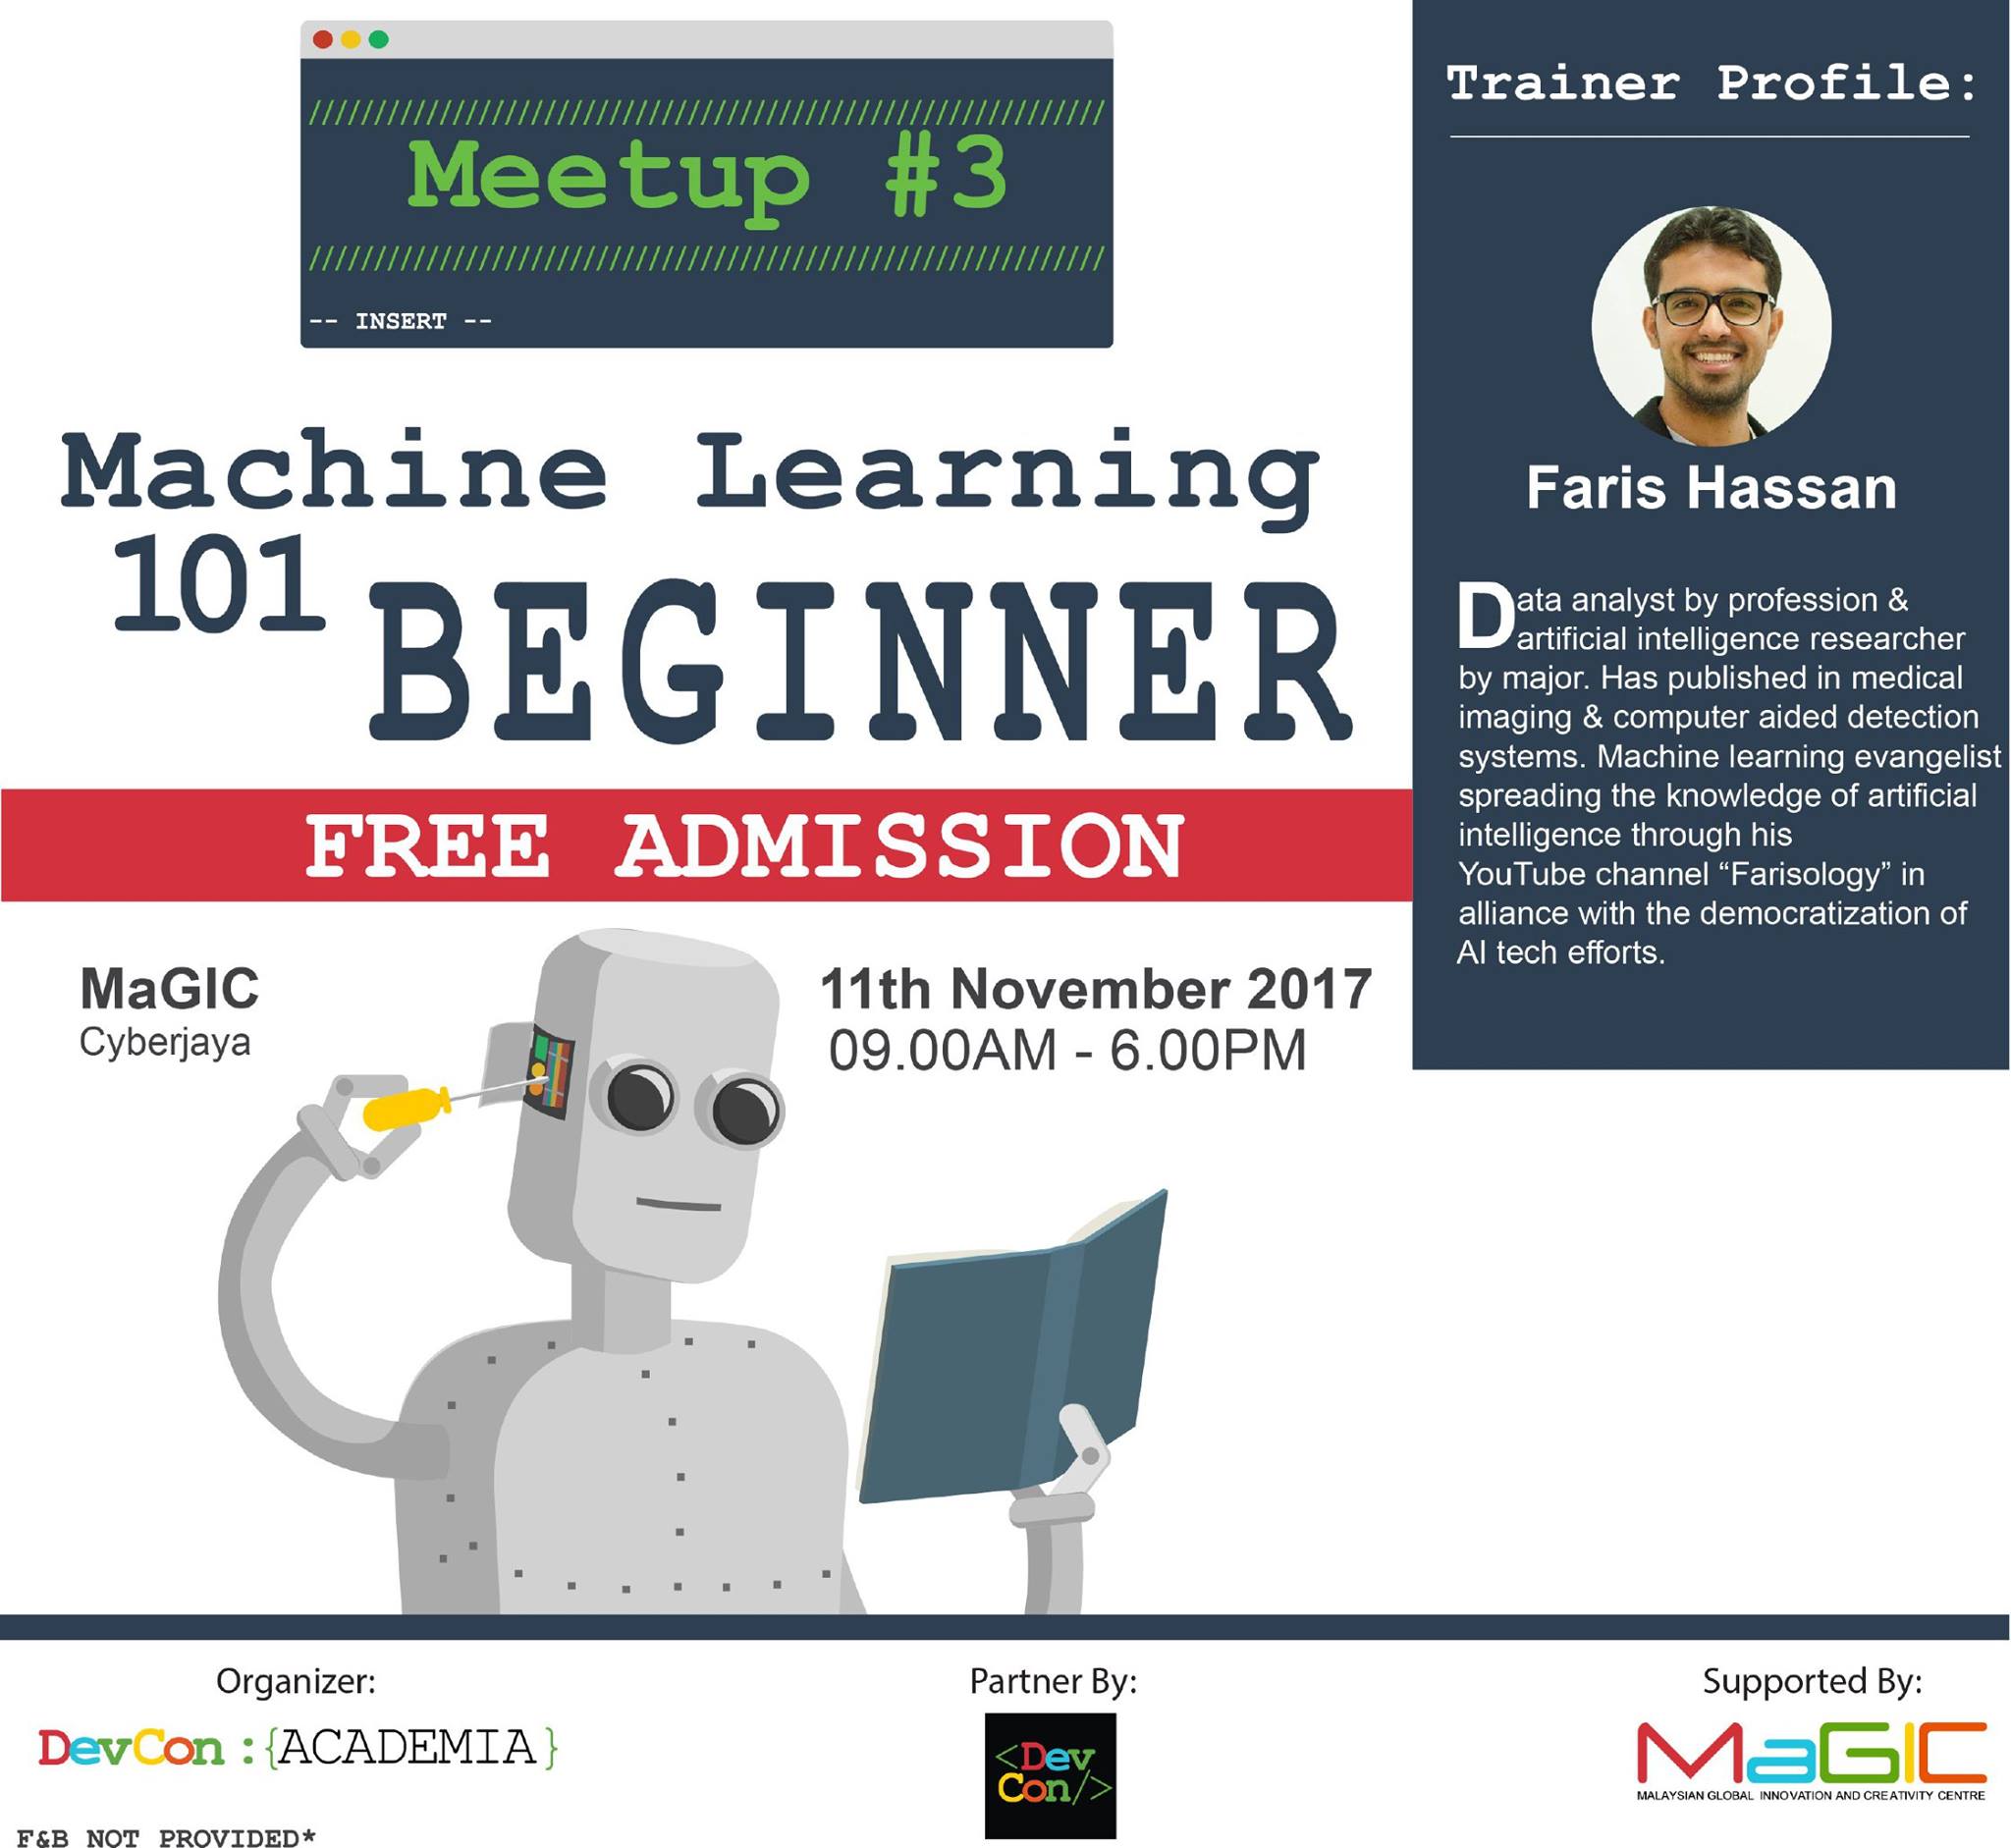 ////////////////////////////////////////////////////////////
Meetup #3
////////////////////////////////////////////////////////////
-- INSERT --
Machine Learning
101 BEGINNER
FREE ADMISSION
MaGIC
Cyberjaya
11th November 2017
09.00AM - 6.00PM
Trainer Profile:
Faris Hassan
Data analyst by profession &
artificial intelligence researcher
by major. Has published in medical
imaging & computer aided detection
systems. Machine learning evangelist
spreading the knowledge of artificial
intelligence through his
YouTube channel “Farisology” in
alliance with the democratization of
AI tech efforts.
Organizer:
DevCon :{ACADEMIA}
Partner By:
<Dev
Con/>
Supported By:
MaGIC
MALAYSIAN GLOBAL INNOVATION AND CREATIVITY CENTRE
F&B NOT PROVIDED*